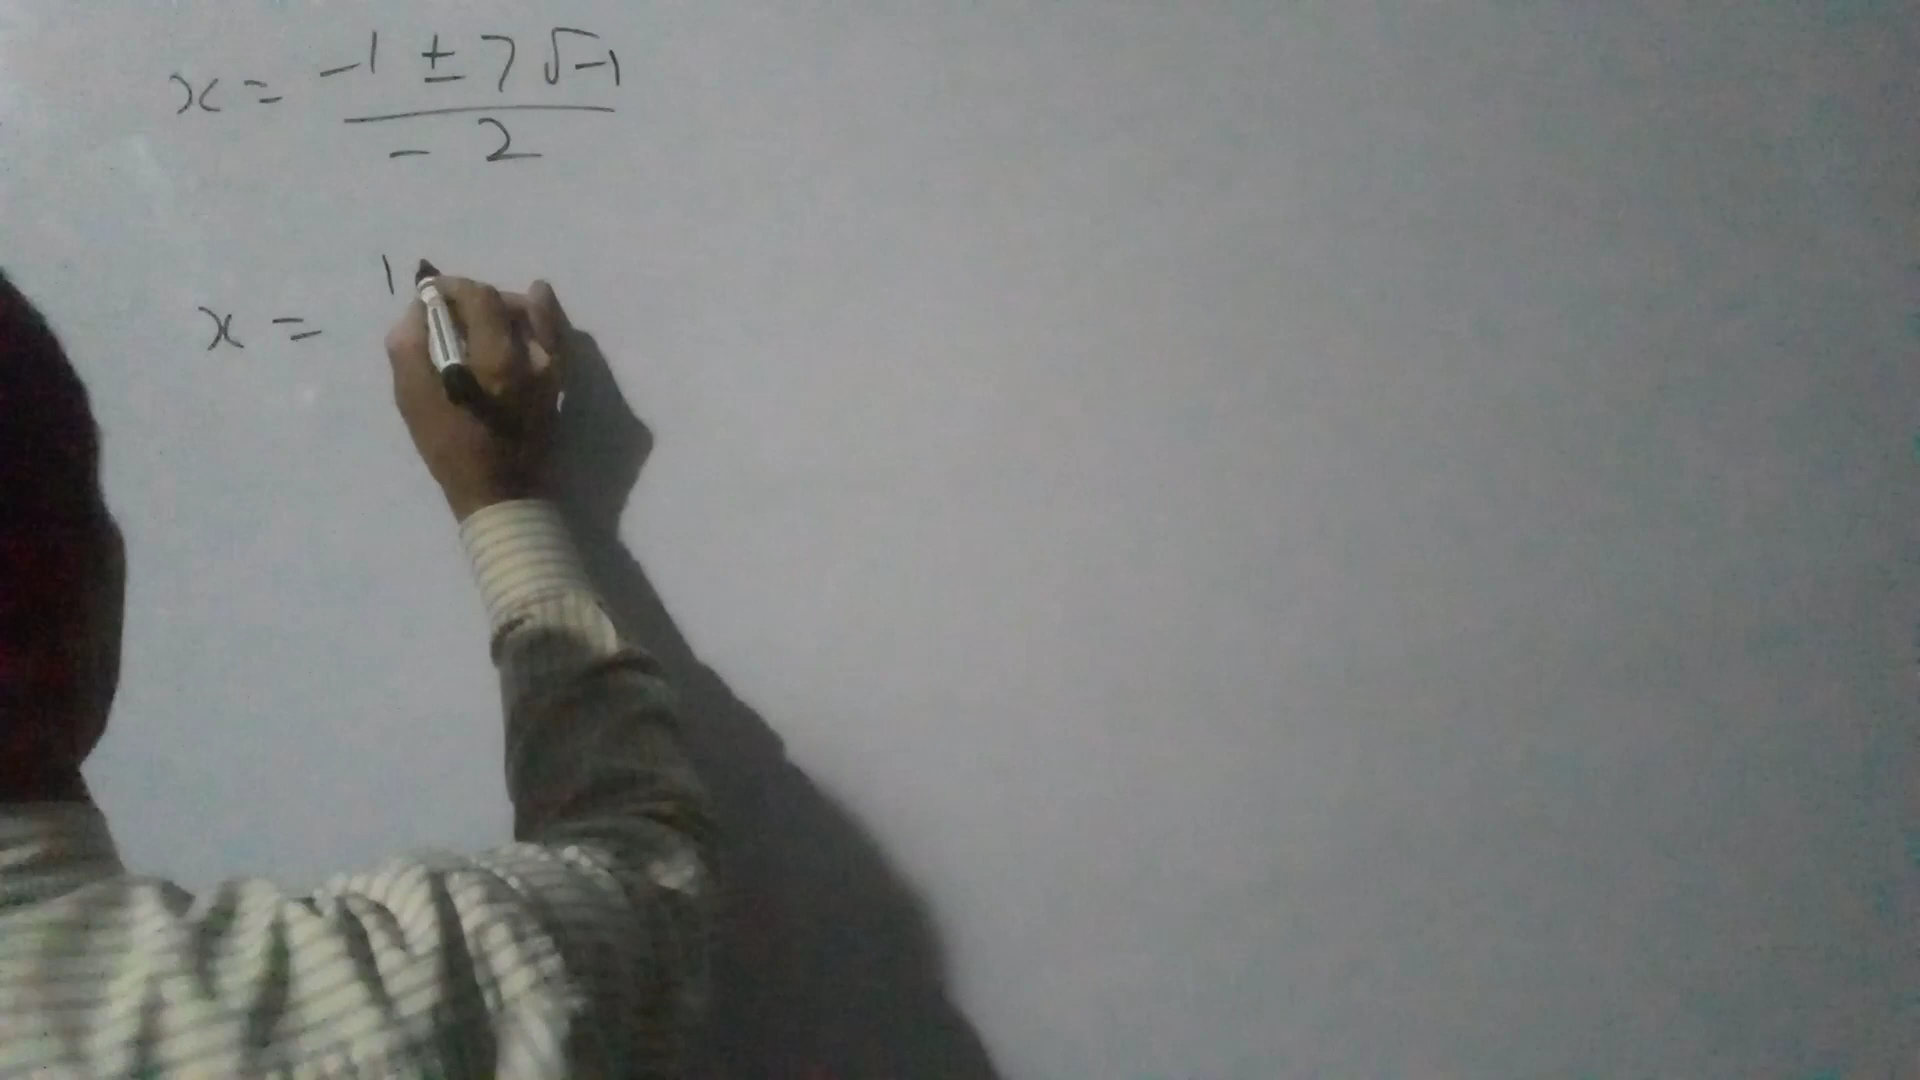 x = -1 ± 7 √-1 / - 2
x = 1